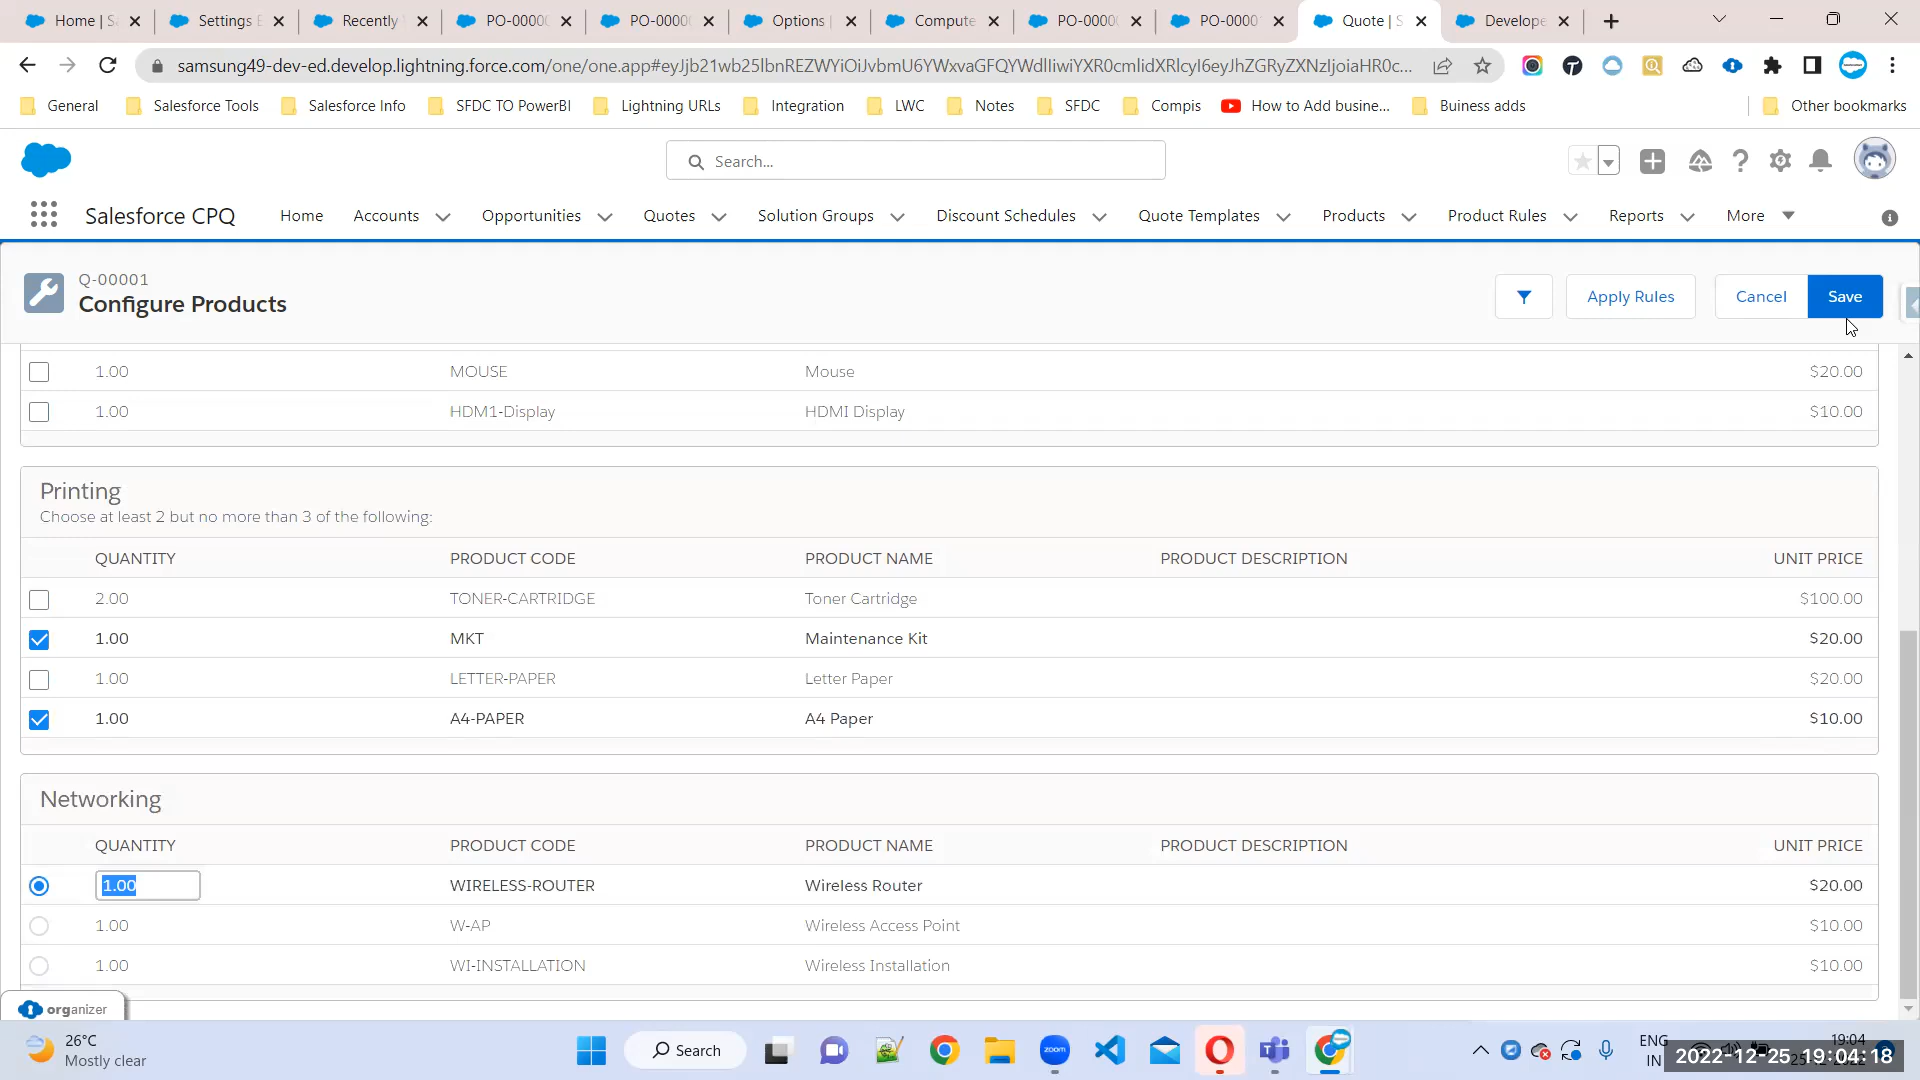 Home | Sa
Settings E
Recently
PO-0000
PO-0000
Options |
Compute
PO-0000
PO-0000
Quote | S
Develope
samsung49-dev-ed.develop.lightning.force.com/one/one.app#eyJjb21wb25lbnREZWYiOiJvbmU6YWxvaGFQYWdlIiwiYXR0cmlidXRlcyI6eyJhZGRyZXNzIjoiaHR0c...
General
Salesforce Tools
Salesforce Info
SFDC TO PowerBI
Lightning URLs
Integration
LWC
Notes
SFDC
Compis
How to Add busine...
Buiness adds
Other bookmarks
Search...
Salesforce CPQ
Home
Accounts
Opportunities
Quotes
Solution Groups
Discount Schedules
Quote Templates
Products
Product Rules
Reports
More
Q-00001
Configure Products
Apply Rules
Cancel
Save
1.00 MOUSE Mouse $20.00
1.00 HDM1-Display HDMI Display $10.00
Printing
Choose at least 2 but no more than 3 of the following:
QUANTITY PRODUCT CODE PRODUCT NAME PRODUCT DESCRIPTION UNIT PRICE
2.00 TONER-CARTRIDGE Toner Cartridge $100.00
1.00 MKT Maintenance Kit $20.00
1.00 LETTER-PAPER Letter Paper $20.00
1.00 A4-PAPER A4 Paper $10.00
Networking
QUANTITY PRODUCT CODE PRODUCT NAME PRODUCT DESCRIPTION UNIT PRICE
1.00 WIRELESS-ROUTER Wireless Router $20.00
1.00 W-AP Wireless Access Point $10.00
1.00 WI-INSTALLATION Wireless Installation $10.00
organizer
26°C
Mostly clear
Search
zoom
ENG
IN
19:04
2022-12-25 19:04:18